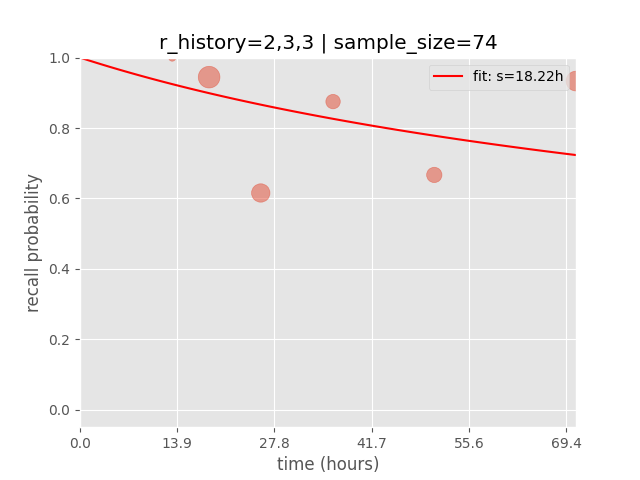 r_history=2,3,3 | sample_size=74
fit: s=18.22h
recall probability
1.0
0.8
0.6
0.4
0.2
0.0
0.0 13.9 27.8 41.7 55.6 69.4
time (hours)